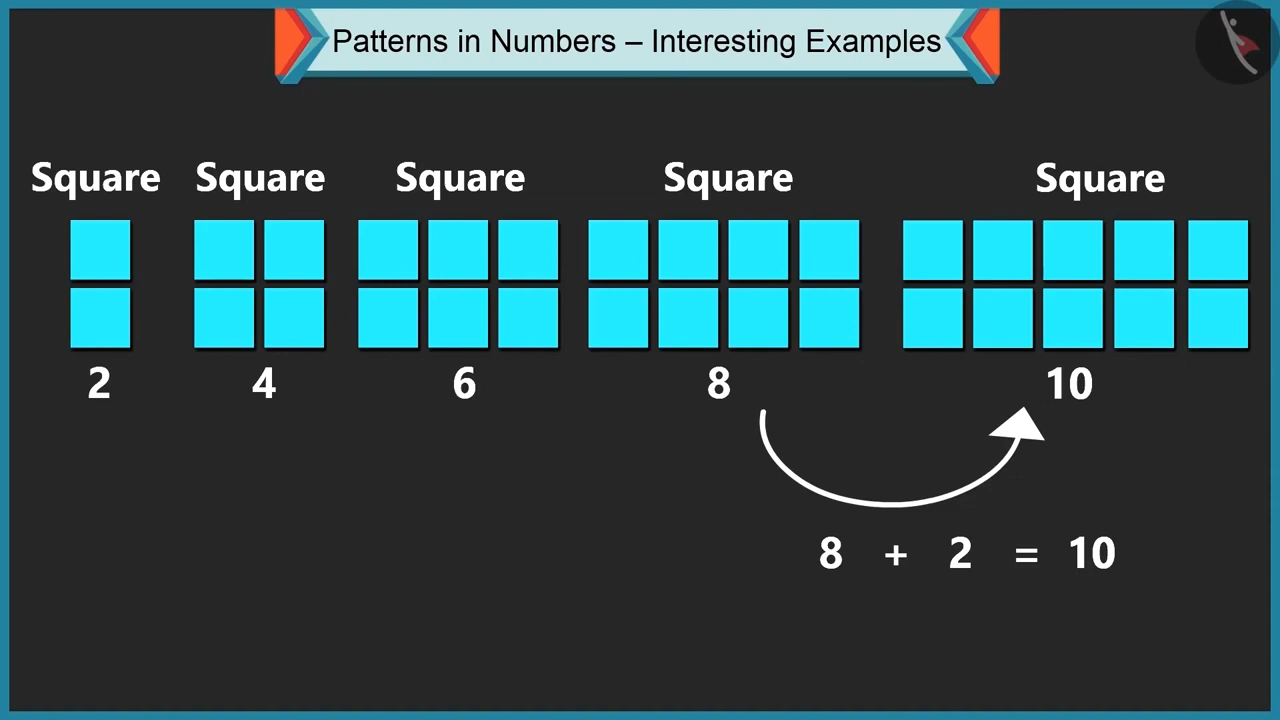 Patterns in Numbers – Interesting Examples
Square Square Square Square Square
2 4 6 8 10
8 + 2 = 10